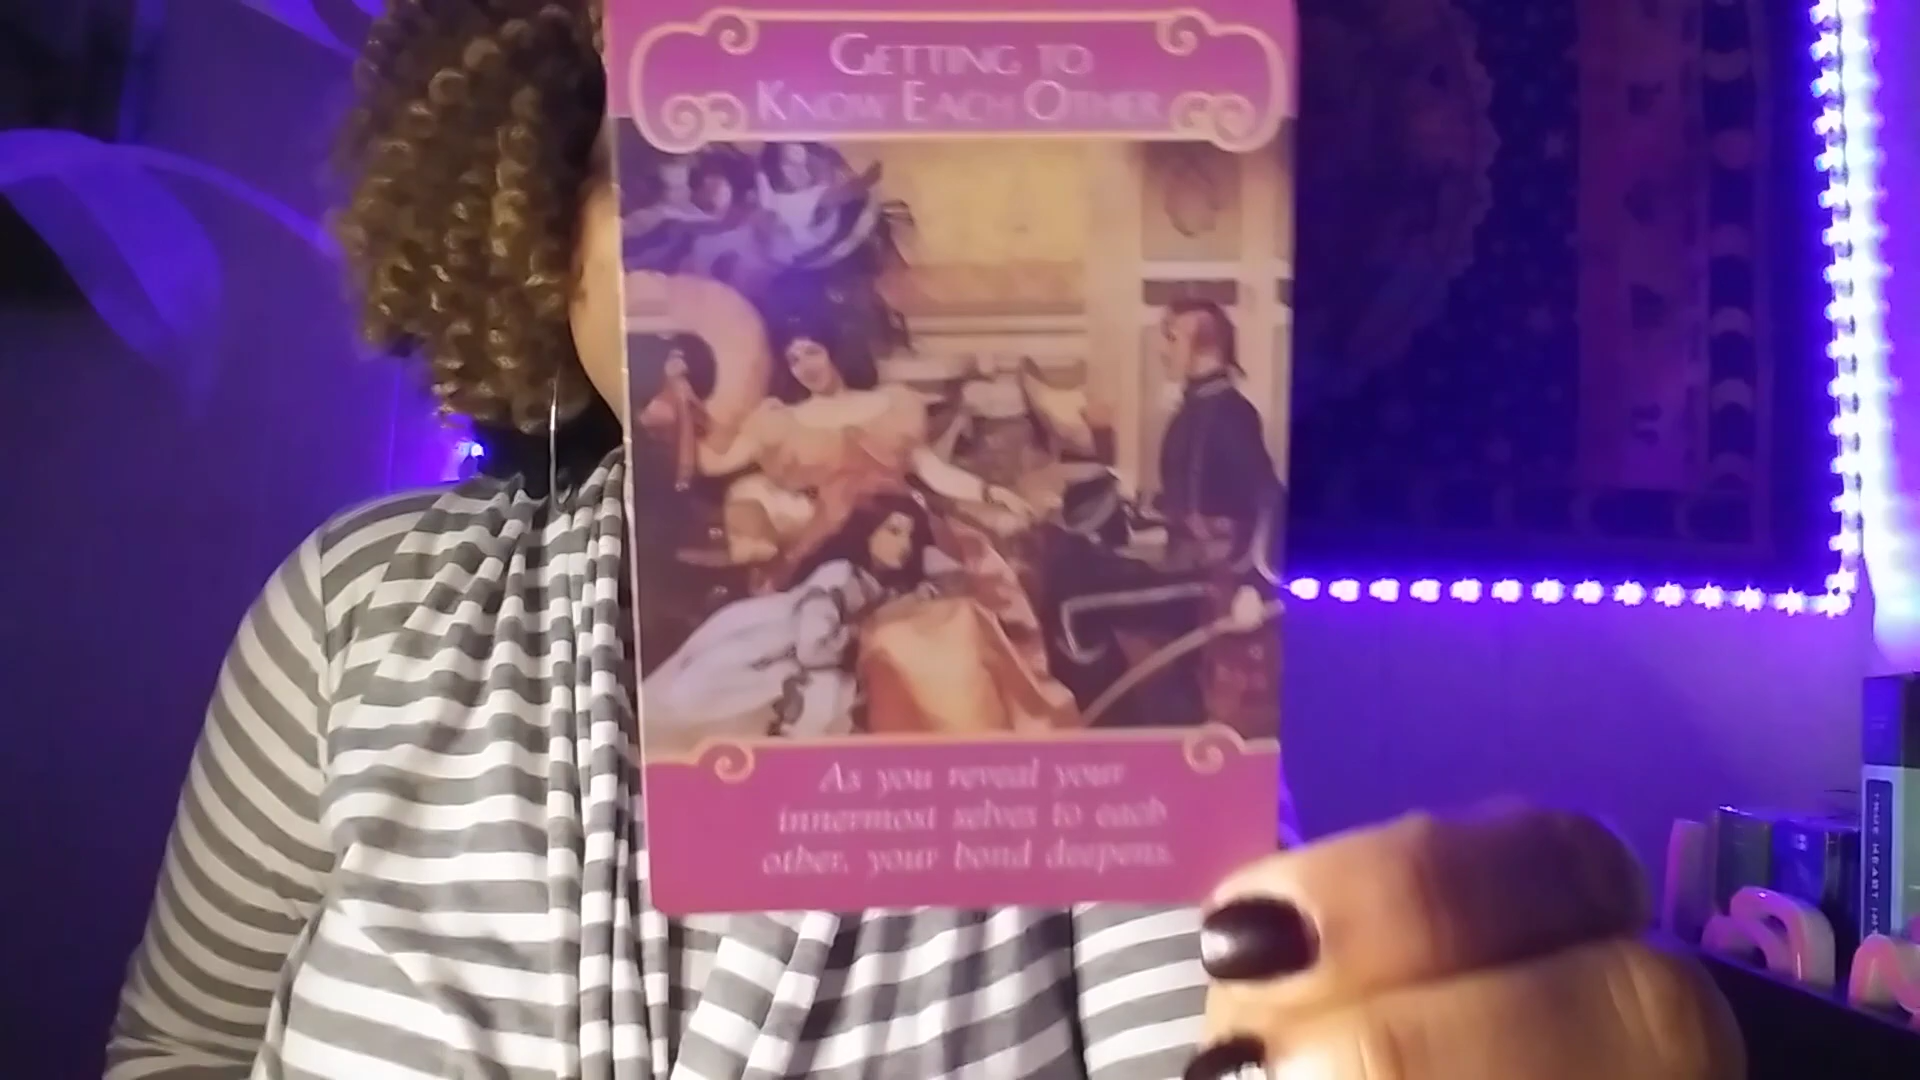 Getting to
Know Each Other
As you reveal your
innermost selves to each
other, your bond deepens.